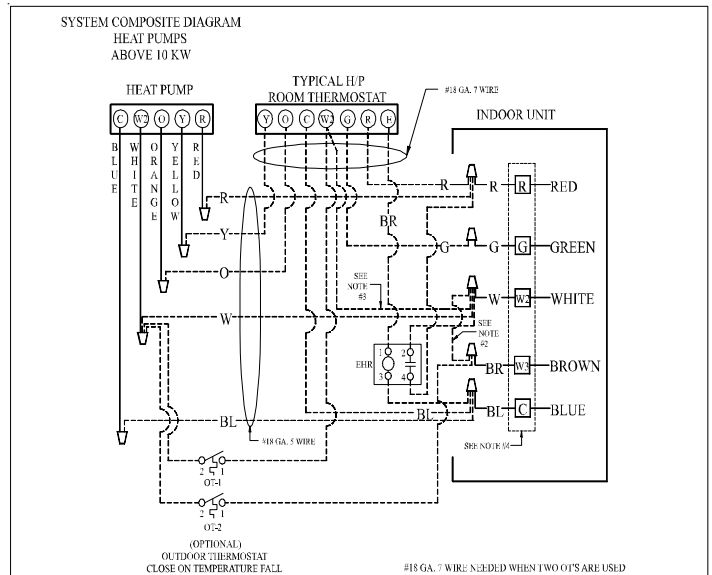 SYSTEM COMPOSITE DIAGRAM
HEAT PUMPS
ABOVE 10 KW
HEAT PUMP
C W2 O Y R
BLUE
WHITE
ORANGE
YELLOW
RED
TYPICAL H/P
ROOM THERMOSTAT
Y O C W2 G R E
#18 GA. 7 WIRE
INDOOR UNIT
R
R
R
R
RED
BR
Y
G
G
G
GREEN
O
SEE
NOTE
#3
W
W
W2
WHITE
SEE
NOTE
#2
EHR
1 2
3 4
BR
W3
BROWN
BL
BL
BL
C
BLUE
#18 GA. 5 WIRE
SEE NOTE #4
2 1
OT-1
2 1
OT-2
(OPTIONAL)
OUTDOOR THERMOSTAT
CLOSE ON TEMPERATURE FALL
#18 GA. 7 WIRE NEEDED WHEN TWO OT'S ARE USED